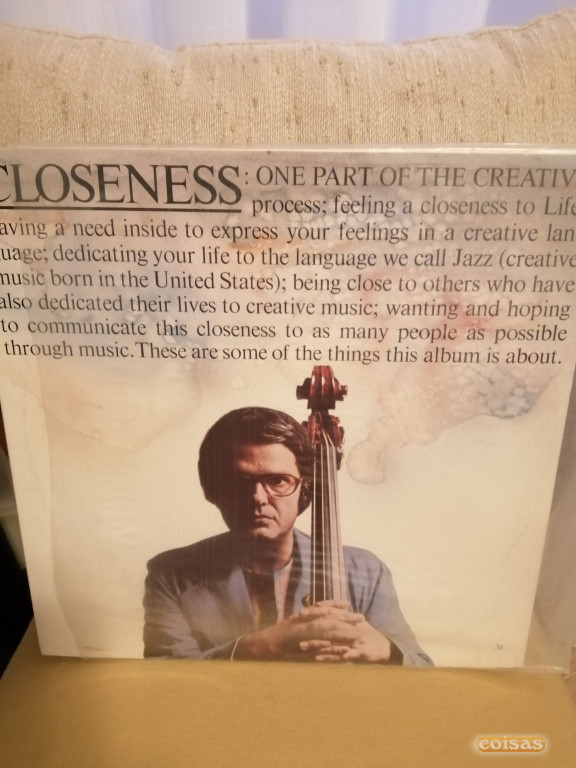 CLOSENESS: ONE PART OF THE CREATIV
process; feeling a closeness to Life
aving a need inside to express your feelings in a creative lan
uage; dedicating your life to the language we call Jazz (creative
music born in the United States); being close to others who have
also dedicated their lives to creative music; wanting and hoping
to communicate this closeness to as many people as possible
through music. These are some of the things this album is about.
coisas